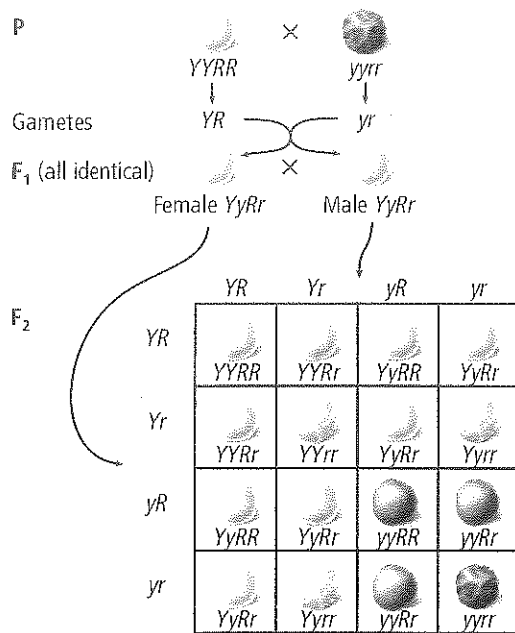 P × 
YYRR yyrr
Gametes YR yr
F₁ (all identical) ×
Female YyRr Male YyRr
F₂ YR Yr yR yr
YR YYRR YYRr YyRR YyRr
Yr YYRr YYrr YyRr Yyrr
yR YyRR YyRr yyRR yyRr
yr YyRr Yyrr yyRr yyrr